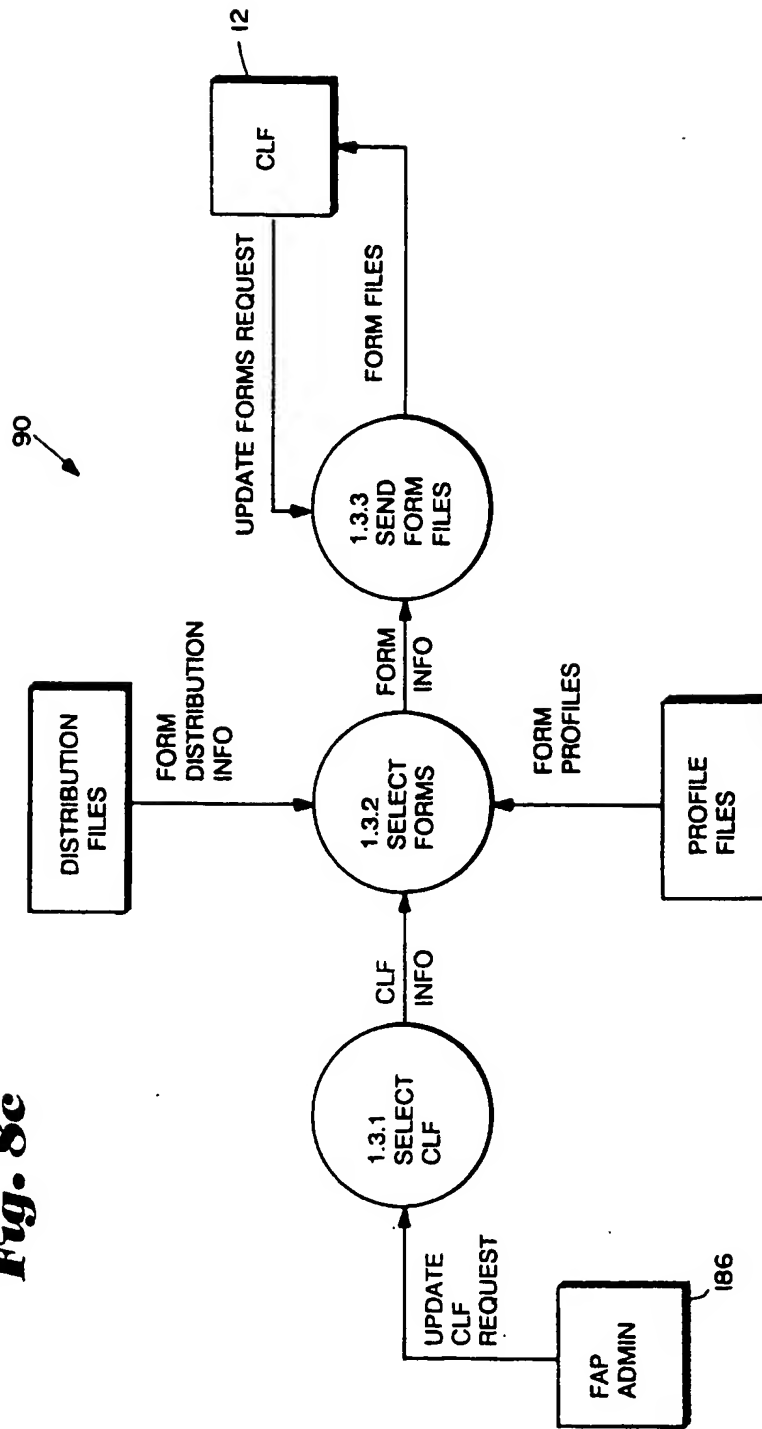 Fig. 8c
90
DISTRIBUTION
FILES
FORM
DISTRIBUTION
INFO
12
CLF
UPDATE FORMS REQUEST
FORM FILES
1.3.1
SELECT
CLF
CLF
INFO
1.3.2
SELECT
FORMS
FORM
INFO
1.3.3
SEND
FORM
FILES
UPDATE
CLF
REQUEST
FAP
ADMIN
186
FORM
PROFILES
PROFILE
FILES